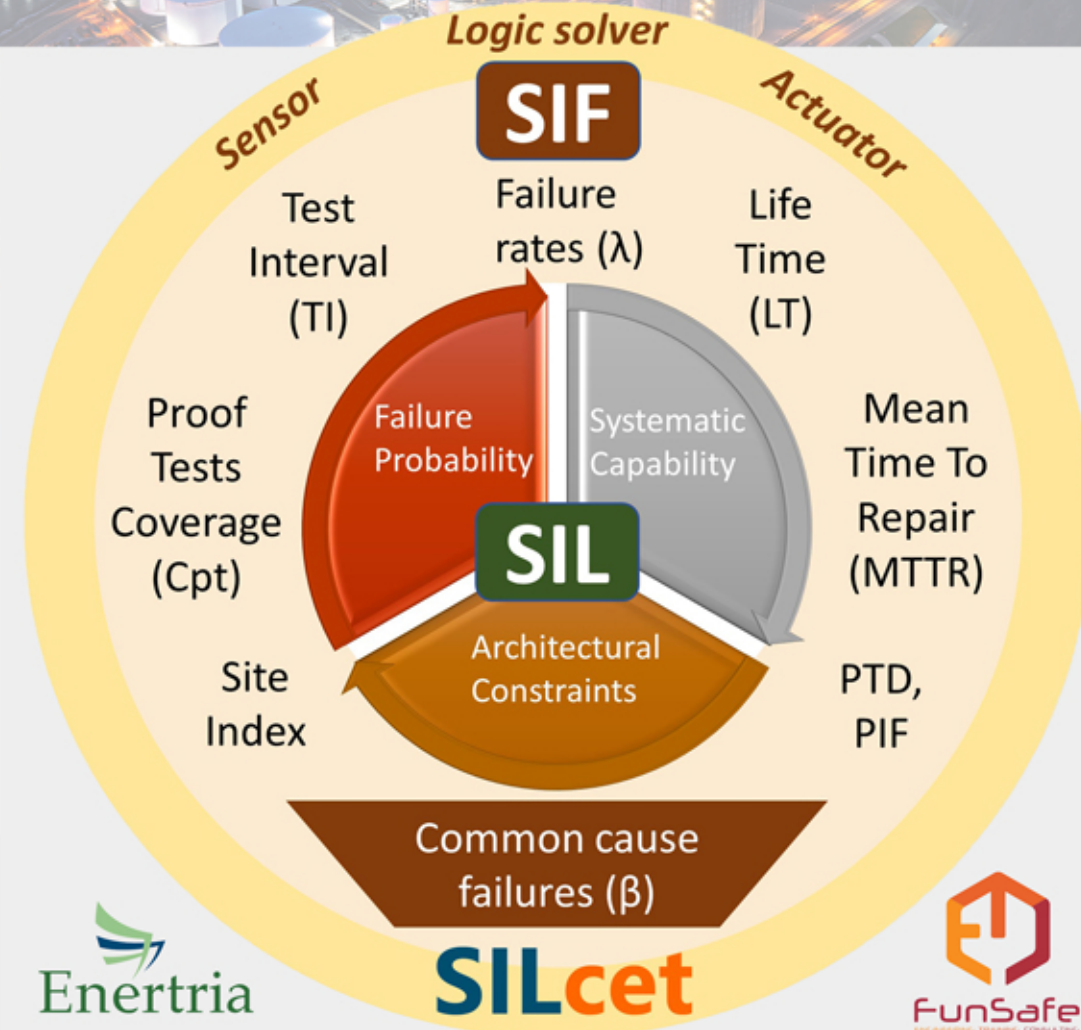 Logic solver
Sensor
Actuator
SIF
Test
Interval
(TI)
Failure
rates (λ)
Life
Time
(LT)
Proof
Tests
Coverage
(Cpt)
Failure
Probability
Systematic
Capability
Mean
Time To
Repair
(MTTR)
SIL
Architectural
Constraints
Site
Index
PTD,
PIF
Common cause
failures (β)
Enertria
SILcet
FunSafe